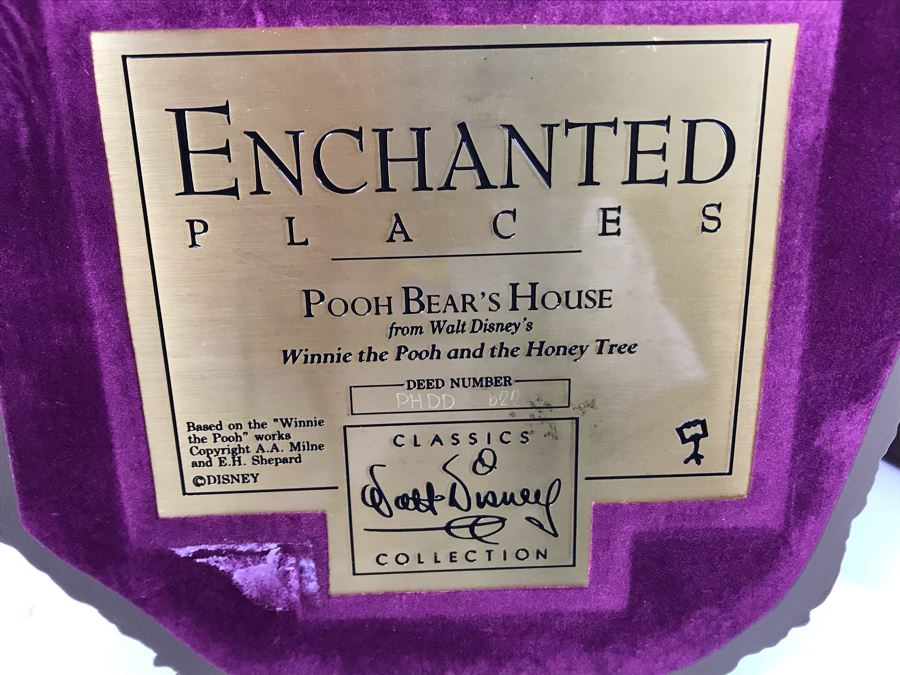 ENCHANTED
PLACES
POOH BEAR'S HOUSE
from Walt Disney's
Winnie the Pooh and the Honey Tree
DEED NUMBER
PHDD
Based on the "Winnie
the Pooh" works
Copyright A.A. Milne
and E.H. Shepard
©DISNEY
CLASSICS
Walt Disney
COLLECTION